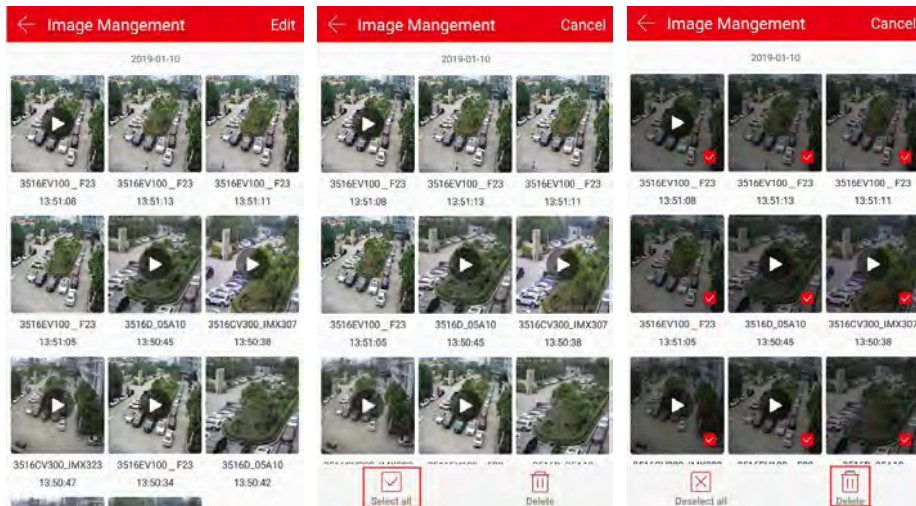 Image Mangement Edit
2019-01-10
3516EV100 _ F23 3516EV100 _ F23 3516EV100 _ F23
13:51:08 13:51:13 13:51:11
3516EV100 _ F23 3516D_05A10 3516CV300_IMX307
13:51:05 13:50:45 13:50:38
3516CV300_IMX323 3516EV100 _ F23 3516D_05A10
13:50:47 13:50:34 13:50:42
Image Mangement Cancel
2019-01-10
3516EV100 _ F23 3516EV100 _ F23 3516EV100 _ F23
13:51:08 13:51:13 13:51:11
3516EV100 _ F23 3516D_05A10 3516CV300_IMX307
13:51:05 13:50:45 13:50:38
Select all Delete
Image Mangement Cancel
2019-01-10
3516EV100 _ F23 3516EV100 _ F23 3516EV100 _ F23
13:51:08 13:51:13 13:51:11
3516EV100 _ F23 3516D_05A10 3516CV300_IMX307
13:51:05 13:50:45 13:50:38
Deselect all Delete